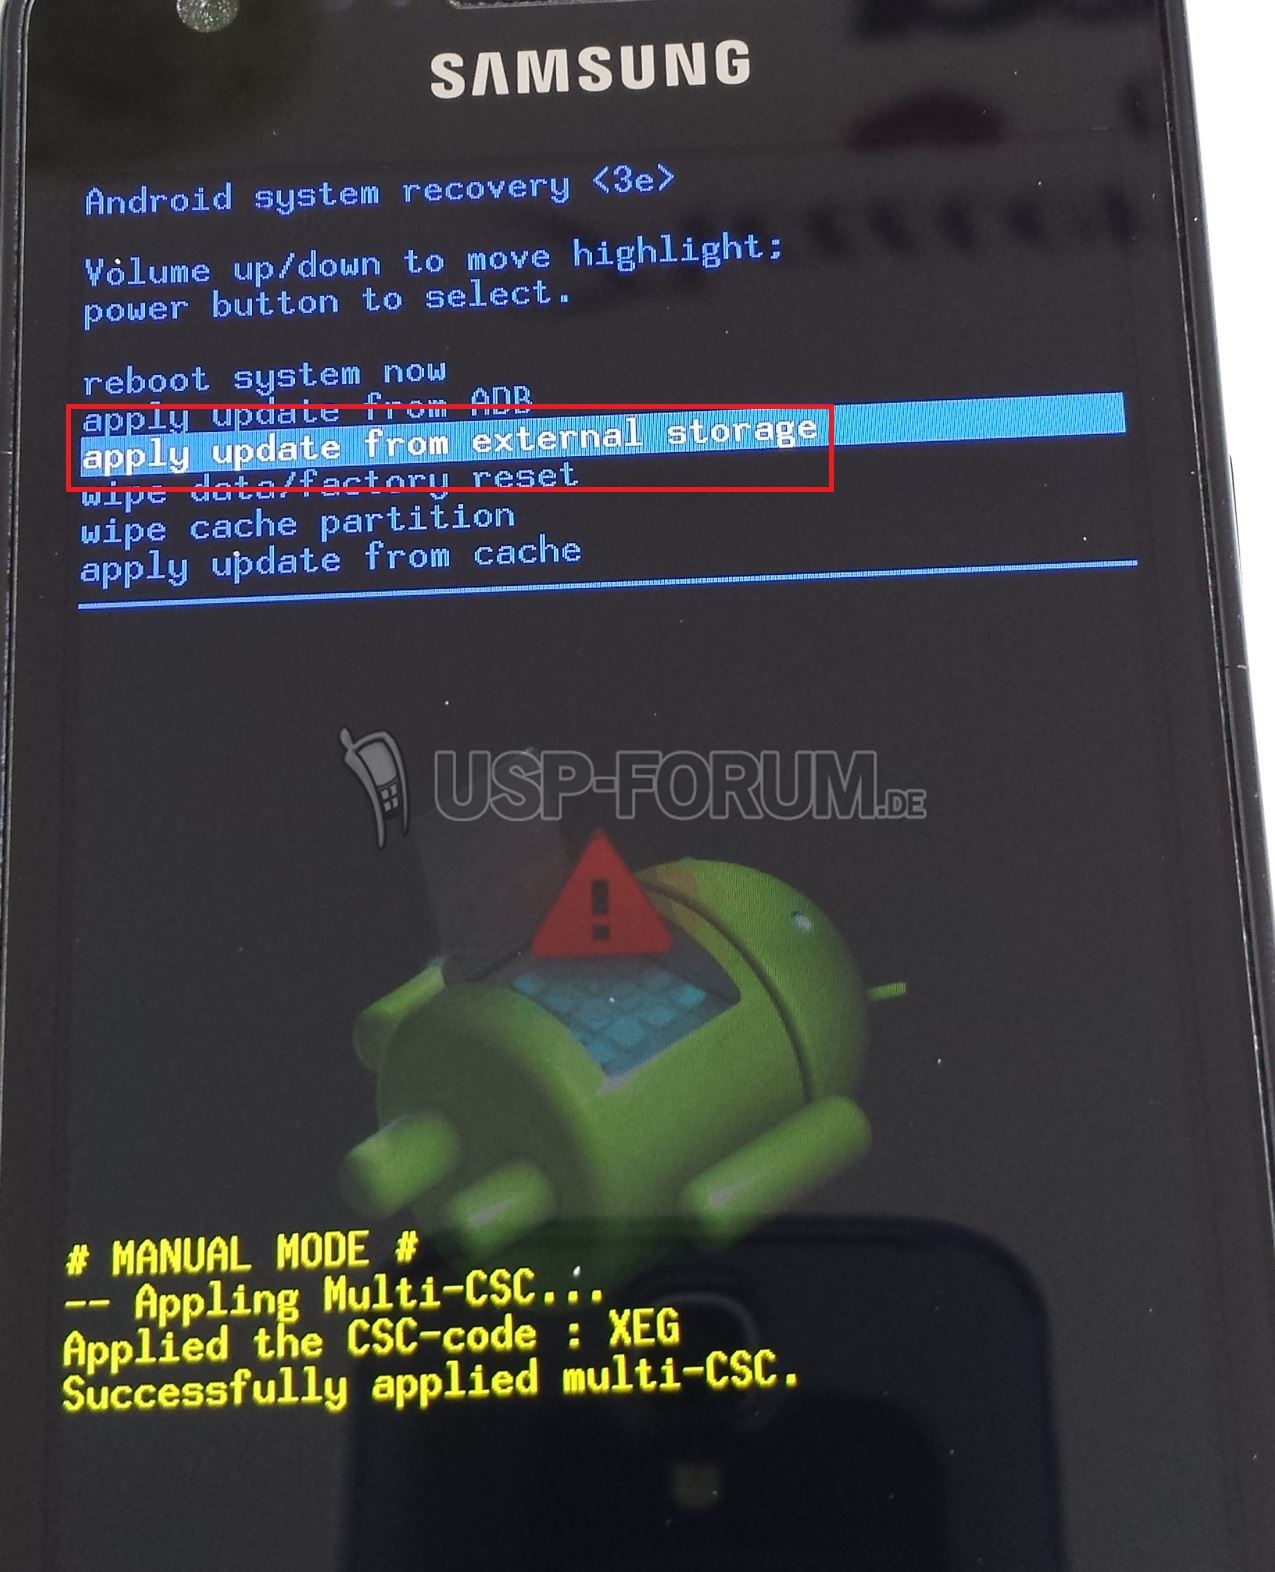 SAMSUNG
Android system recovery <3e>
Volume up/down to move highlight;
power button to select.
reboot system now
apply update from ADB
apply update from external storage
wipe data/factory reset
wipe cache partition
apply update from cache
USP-FORUM.DE
# MANUAL MODE #
-- Appling Multi-CSC...
Applied the CSC-code : XEG
Successfully applied multi-CSC.